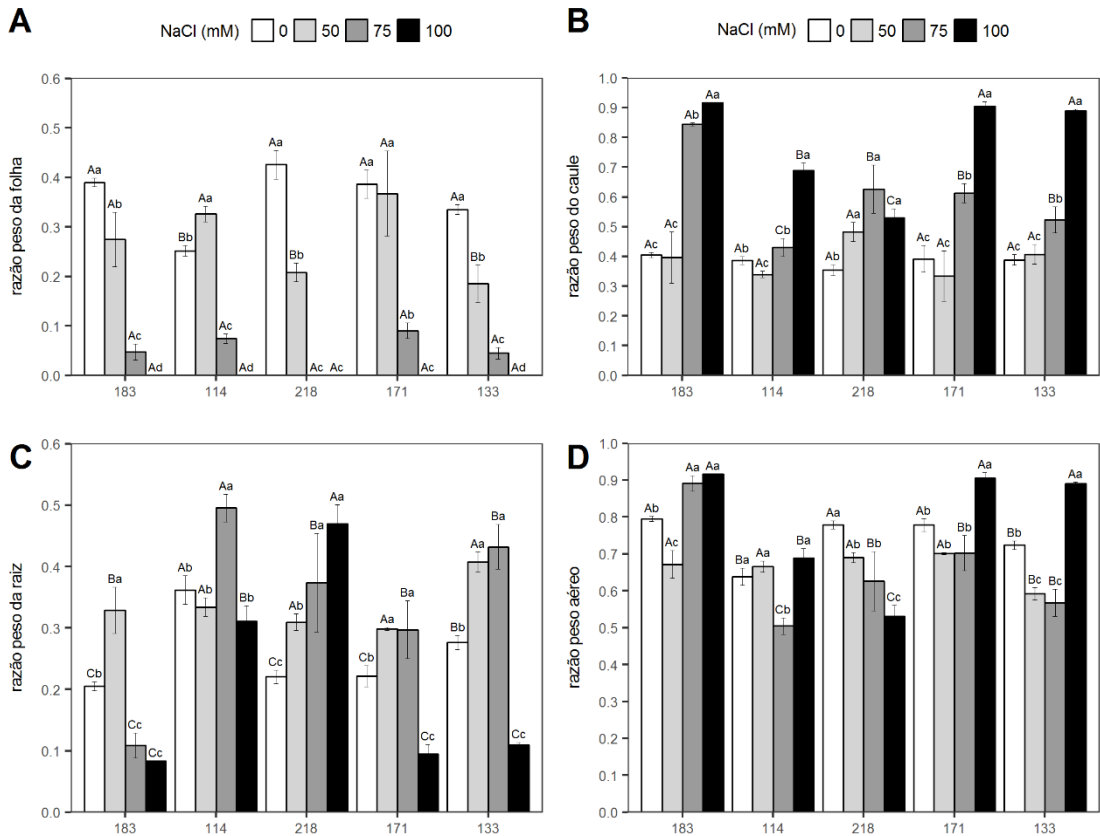 A
NaCl (mM) 0 50 75 100
razão peso da folha
0.6
0.5
0.4
0.3
0.2
0.1
0.0
Aa Ab Ac Ad
Bb Aa Ac Ad
Aa Bb Ac Ac
Aa Aa Ab Ac
Aa Bb Ac Ad
183 114 218 171 133
B
NaCl (mM) 0 50 75 100
razão peso do caule
1.0
0.9
0.8
0.7
0.6
0.5
0.4
0.3
0.2
0.1
0.0
Ac Ac Ab Aa
Ab Ac Cb Ba
Ab Aa Ba Ca
Ac Ac Bb Aa
Ac Ac Bb Aa
183 114 218 171 133
C
razão peso da raiz
0.6
0.5
0.4
0.3
0.2
0.1
0.0
Cb Ba Cc Cc
Ab Ab Aa Ab
Cc Ab Ba Aa
Cb Aa Ba Cc
Bb Aa Ba Cc
183 114 218 171 133
D
razão peso aéreo
1.0
0.9
0.8
0.7
0.6
0.5
0.4
0.3
0.2
0.1
0.0
Ab Ac Aa Aa
Ba Aa Cb Ba
Aa Ab Bb Cc
Ab Ab Bb Aa
Bb Bc Bc Aa
183 114 218 171 133